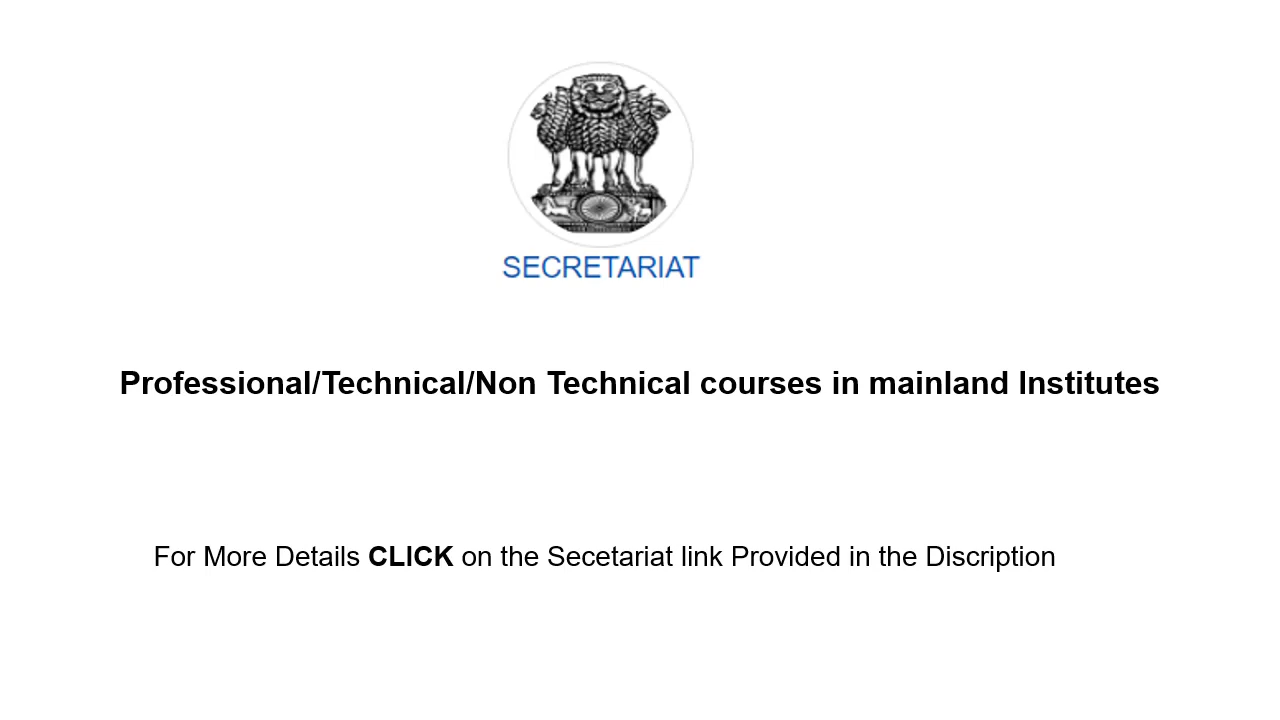 SECRETARIAT
Professional/Technical/Non Technical courses in mainland Institutes
For More Details CLICK on the Secetariat link Provided in the Discription